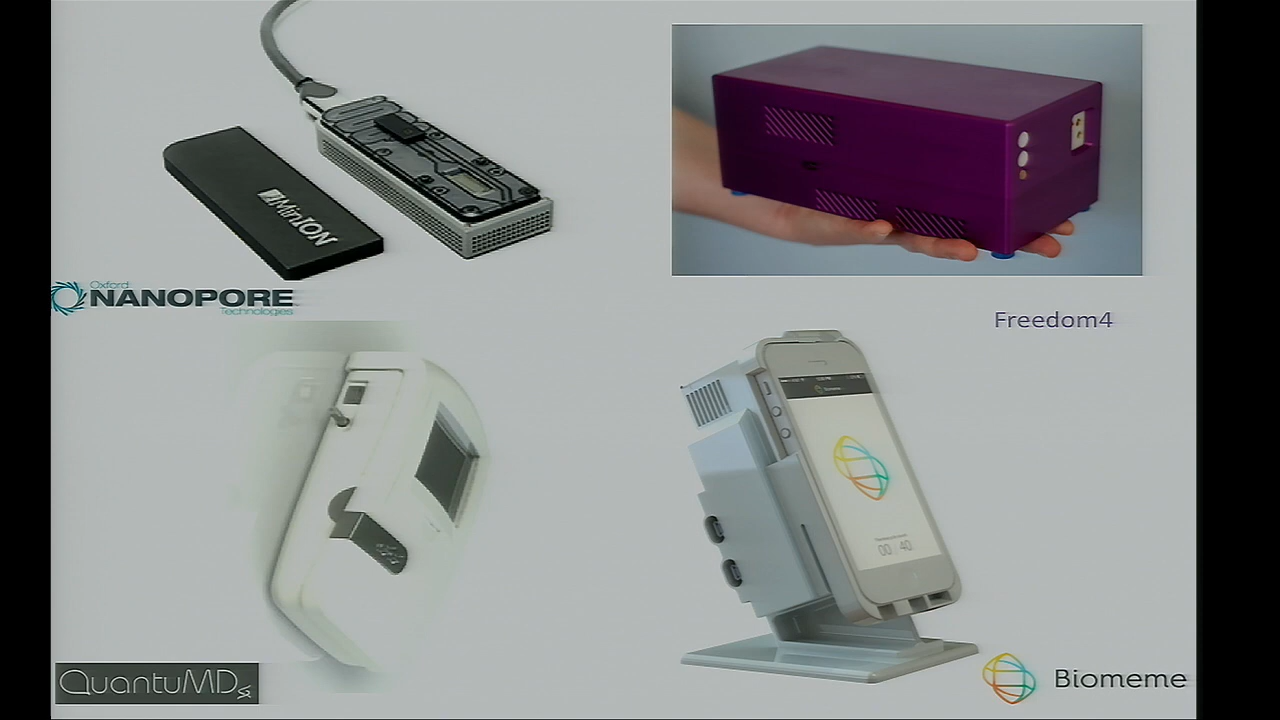 MinION
Oxford
NANOPORE
Technologies
Freedom4
00 40
QuantuMDx
Biomeme